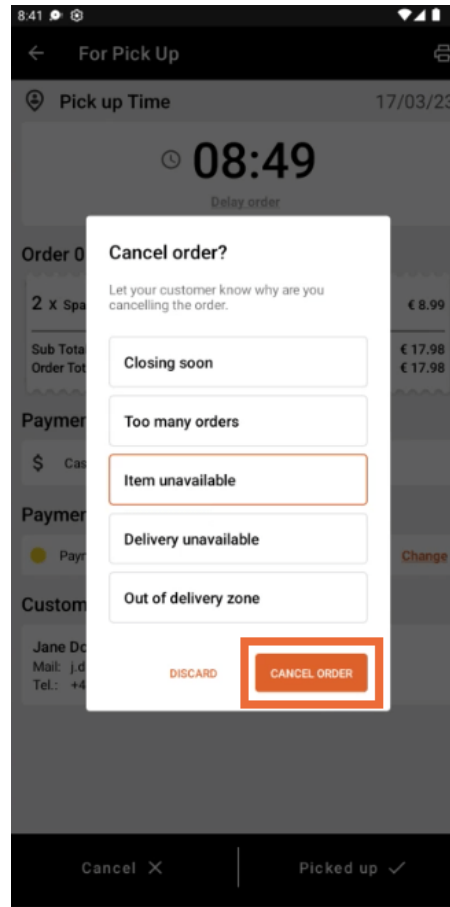 8:41
For Pick Up
Pick up Time 17/03/23
08:49
Delay order
Order 0
2 x Spa € 8.99
Sub Tota € 17.98
Order Tot € 17.98
Paymer
$ Cas
Paymer
Payr Change
Custom
Jane Do
Mail: j.d
Tel.: +4
Cancel order?
Let your customer know why are you
cancelling the order.
Closing soon
Too many orders
Item unavailable
Delivery unavailable
Out of delivery zone
DISCARD CANCEL ORDER
Cancel X Picked up